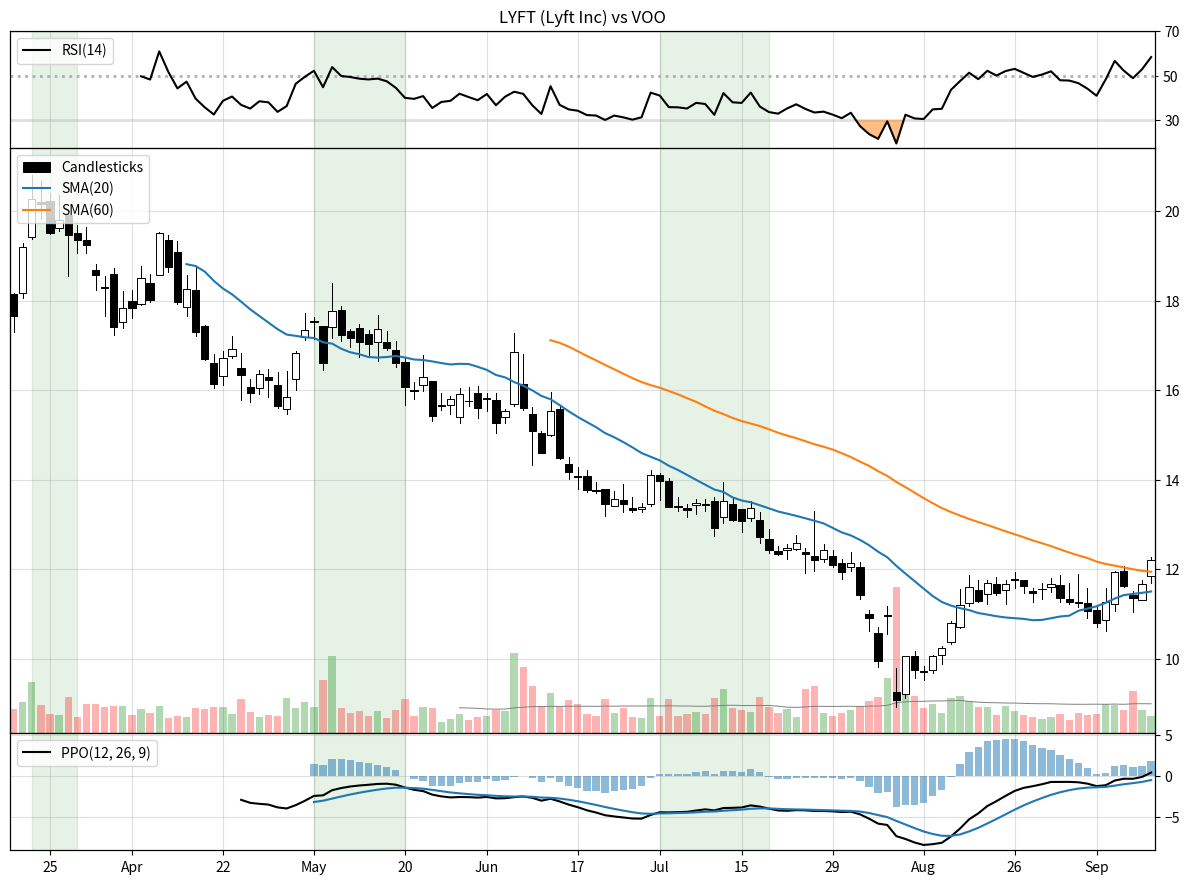 LYFT (Lyft Inc) vs VOO
RSI(14)
70
50
30
Candlesticks
SMA(20)
SMA(60)
20
18
16
14
12
10
PPO(12, 26, 9)
5
0
−5
25 Apr 22 May 20 Jun 17 Jul 15 29 Aug 26 Sep